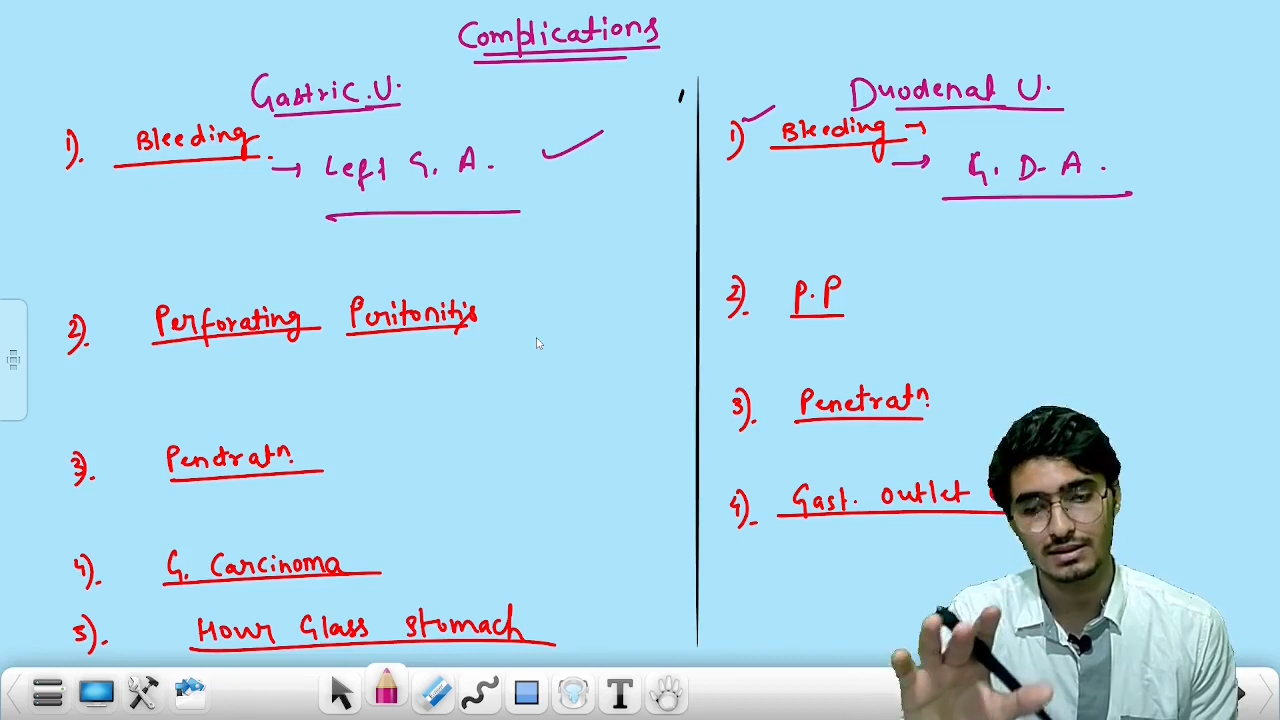 Complications
Gastric.U.
1). Bleeding
→ Left G. A.
2). Perforating Peritonitis
3). Penetratn.
4). G. Carcinoma
5). Hour Glass Stomach
Duodenal U.
1) Bleeding →
→ G. D. A.
2). P.P
3). Penetratn.
4). Gast. outlet
T